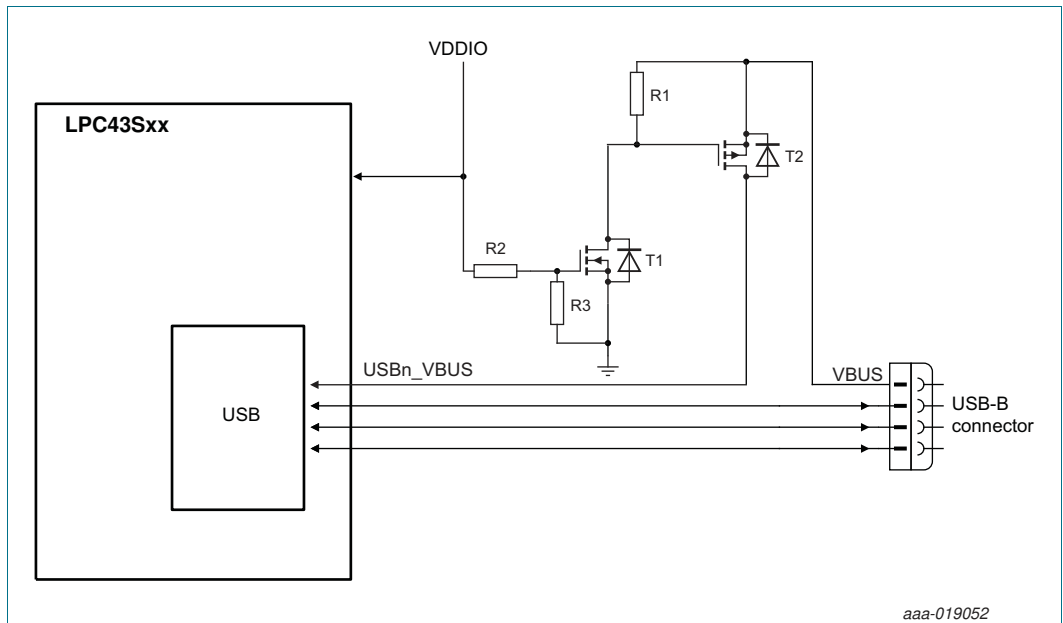 VDDIO
R1
LPC43Sxx
T2
R2
T1
R3
USBn_VBUS
VBUS
USB
USB-B
connector
aaa-019052